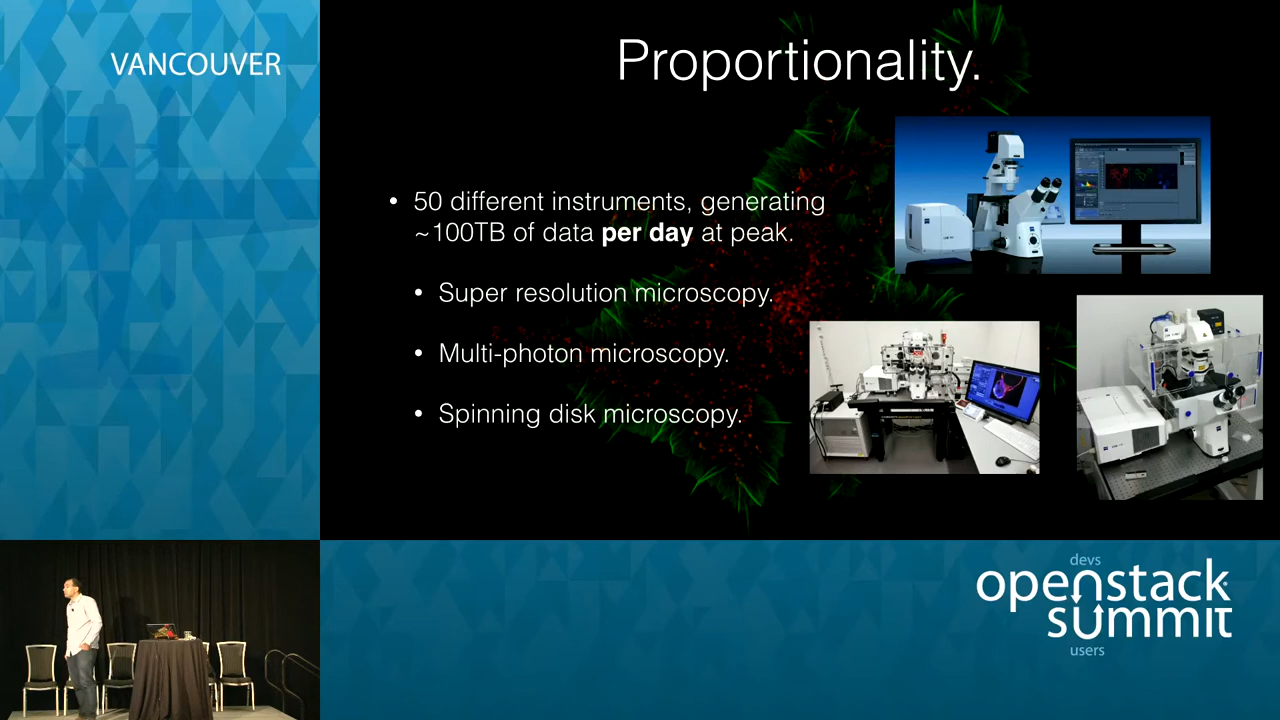 VANCOUVER
Proportionality.
• 50 different instruments, generating
~100TB of data per day at peak.
• Super resolution microscopy.
• Multi-photon microscopy.
• Spinning disk microscopy.
devs
openstack
summit
users